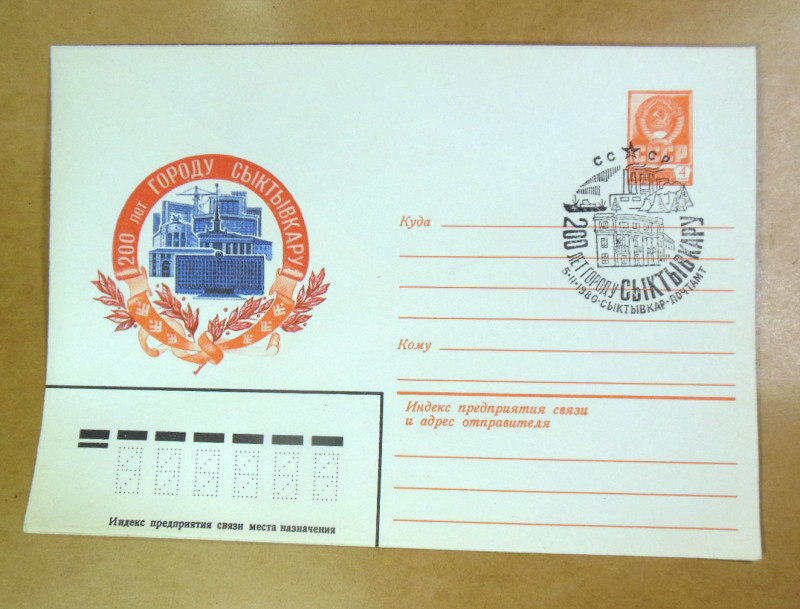 200 лет ГОРОДУ СЫКТЫВКАРУ
СССР
4
СССР
200 ЛЕТ ГОРОДУ СЫКТЫВКАРУ
5-II-1980·СЫКТЫВКАР-ПОЧТАМТ
Куда
Кому
Индекс предприятия связи
и адрес отправителя
Индекс предприятия связи места назначения